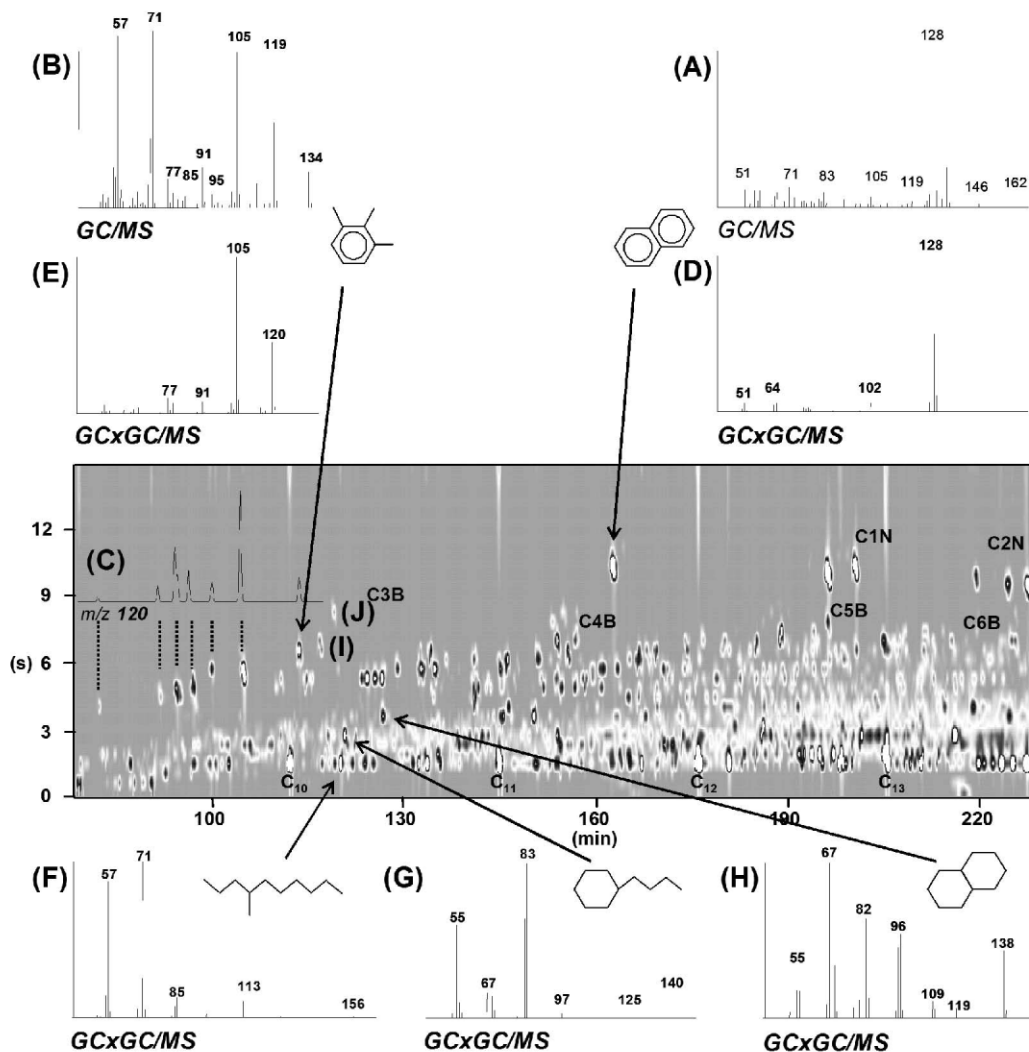 (B)
57
71
105
119
77
85
91
95
134
GC/MS
(A)
128
51
71
83
105
119
146
162
GC/MS
(E)
105
120
77
91
GCxGC/MS
(D)
128
51
64
102
GCxGC/MS
12
9
6
(s)
3
0
(C)
m/z 120
C3B
(J)
(I)
C4B
C1N
C5B
C2N
C6B
C10
C11
C12
C13
100
130
160
190
220
(min)
(F)
57
71
85
113
156
GCxGC/MS
(G)
55
67
83
97
125
140
GCxGC/MS
(H)
55
67
82
96
109
119
138
GCxGC/MS